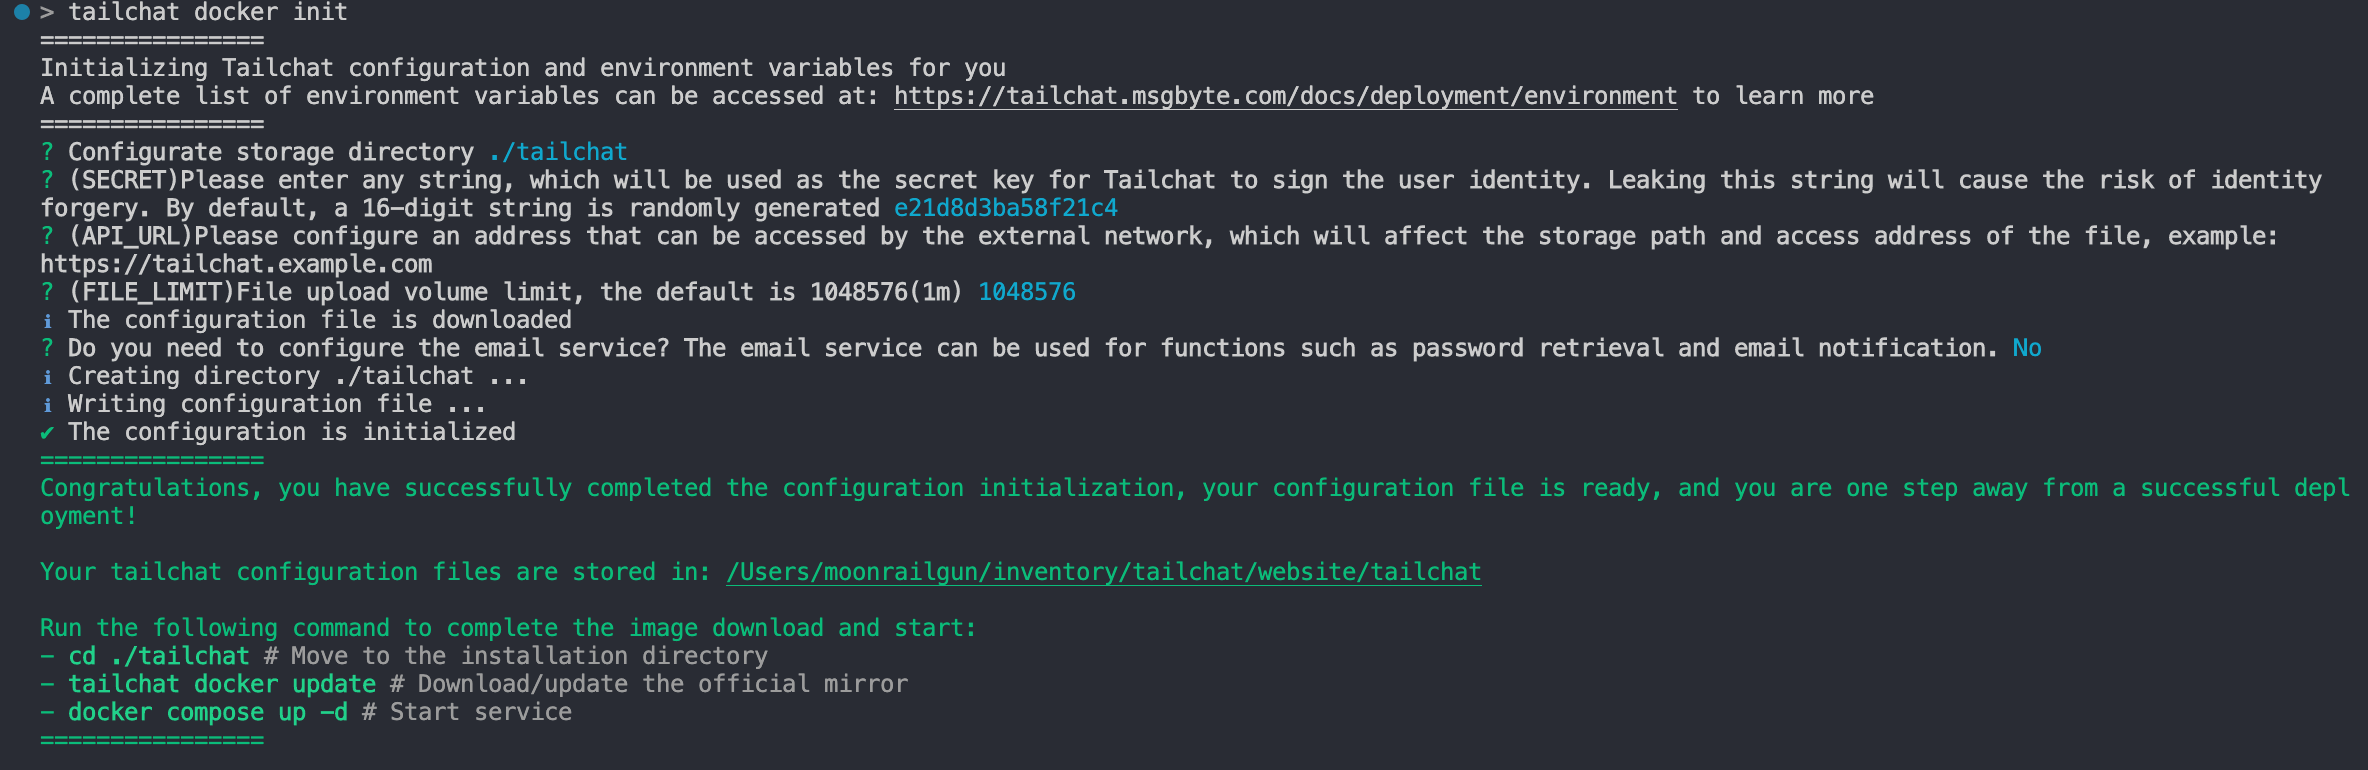 > tailchat docker init
================
Initializing Tailchat configuration and environment variables for you
A complete list of environment variables can be accessed at: https://tailchat.msgbyte.com/docs/deployment/environment to learn more
================
? Configurate storage directory ./tailchat
? (SECRET)Please enter any string, which will be used as the secret key for Tailchat to sign the user identity. Leaking this string will cause the risk of identity
forgery. By default, a 16-digit string is randomly generated e21d8d3ba58f21c4
? (API_URL)Please configure an address that can be accessed by the external network, which will affect the storage path and access address of the file, example:
https://tailchat.example.com
? (FILE_LIMIT)File upload volume limit, the default is 1048576(1m) 1048576
ℹ The configuration file is downloaded
? Do you need to configure the email service? The email service can be used for functions such as password retrieval and email notification. No
ℹ Creating directory ./tailchat ...
ℹ Writing configuration file ...
✔ The configuration is initialized
================
Congratulations, you have successfully completed the configuration initialization, your configuration file is ready, and you are one step away from a successful depl
oyment!
Your tailchat configuration files are stored in: /Users/moonrailgun/inventory/tailchat/website/tailchat
Run the following command to complete the image download and start:
- cd ./tailchat # Move to the installation directory
- tailchat docker update # Download/update the official mirror
- docker compose up -d # Start service
================